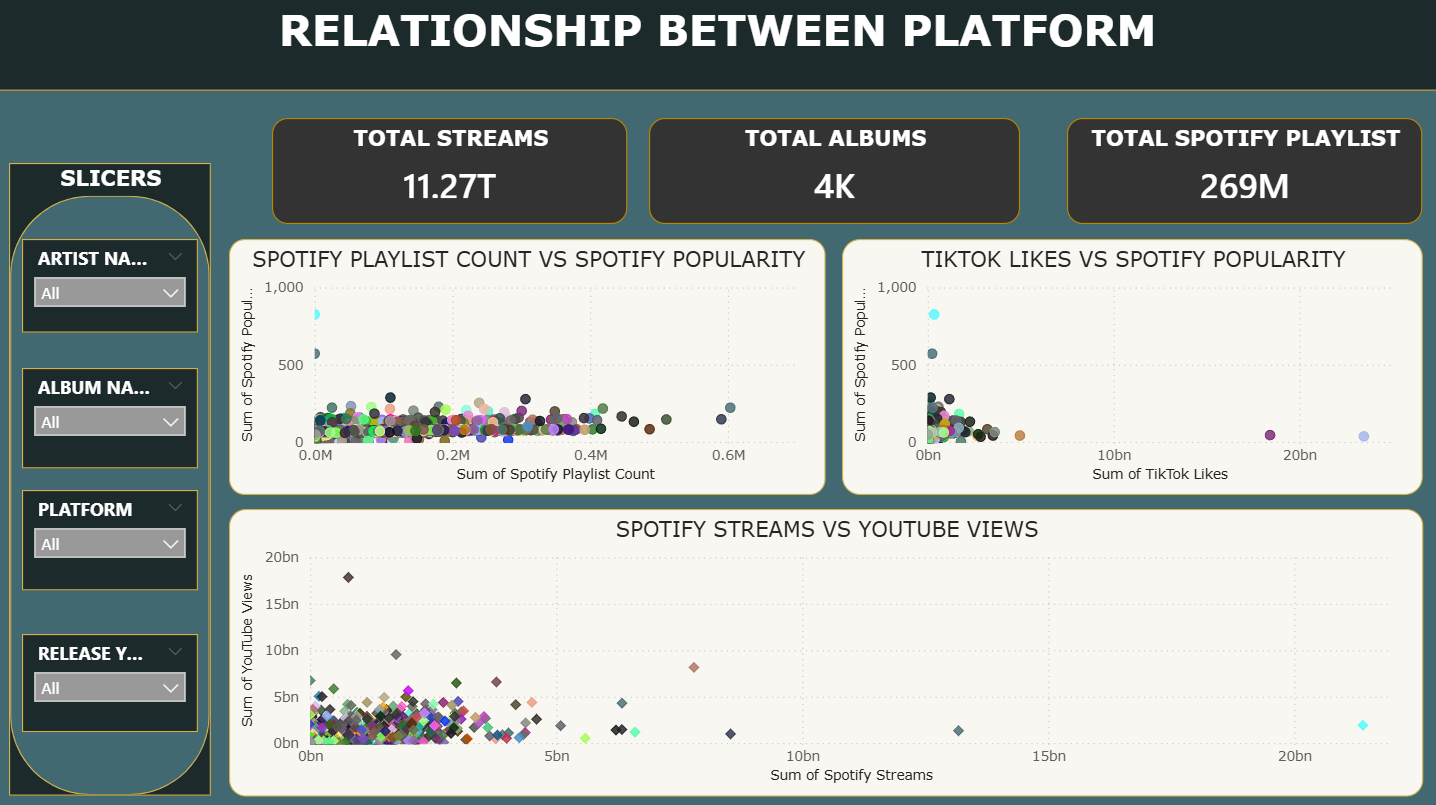 RELATIONSHIP BETWEEN PLATFORM
TOTAL STREAMS
11.27T
TOTAL ALBUMS
4K
TOTAL SPOTIFY PLAYLIST
269M
SLICERS
ARTIST NA...
All
ALBUM NA...
All
PLATFORM
All
RELEASE Y...
All
SPOTIFY PLAYLIST COUNT VS SPOTIFY POPULARITY
Sum of Spotify Popul...
1,000
500
0
0.0M 0.2M 0.4M 0.6M
Sum of Spotify Playlist Count
TIKTOK LIKES VS SPOTIFY POPULARITY
Sum of Spotify Popul...
1,000
500
0
0bn 10bn 20bn
Sum of TikTok Likes
SPOTIFY STREAMS VS YOUTUBE VIEWS
Sum of YouTube Views
20bn
15bn
10bn
5bn
0bn
0bn 5bn 10bn 15bn 20bn
Sum of Spotify Streams